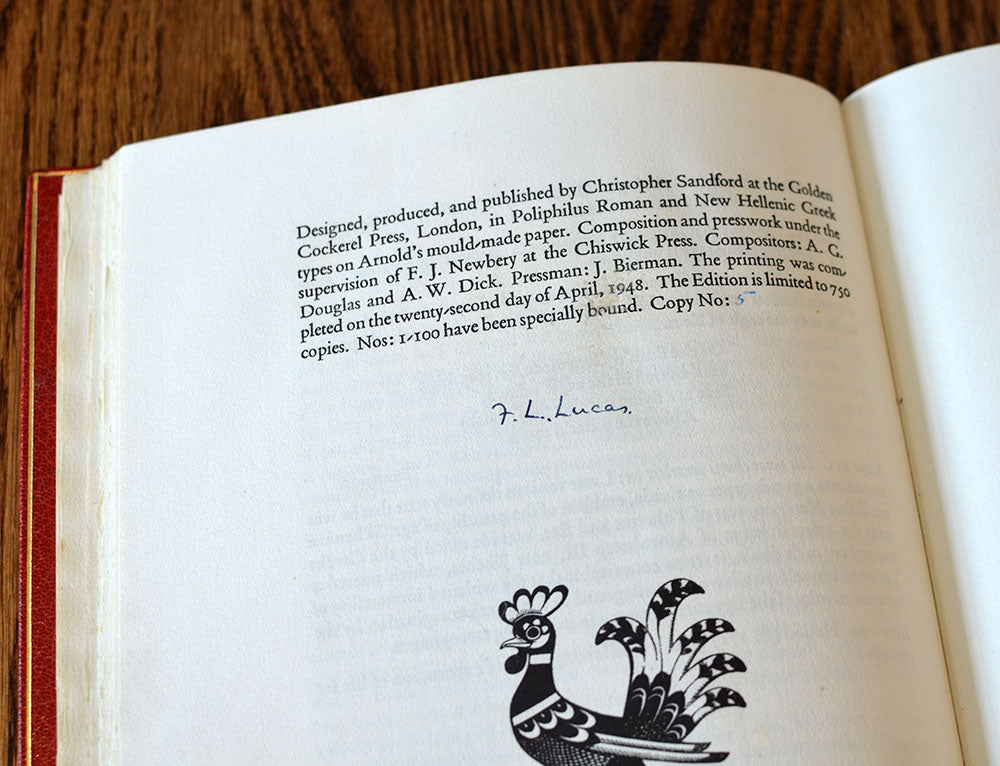 Designed, produced, and published by Christopher Sandford at the Golden
Cockerel Press, London, in Poliphilus Roman and New Hellenic Greek
types on Arnold's mould-made paper. Composition and presswork under the
supervision of F. J. Newbery at the Chiswick Press. Compositors: A. G.
Douglas and A. W. Dick. Pressman: J. Bierman. The printing was com-
pleted on the twenty-second day of April, 1948. The Edition is limited to 750
copies. Nos: 1-100 have been specially bound. Copy No: 5
F. L. Lucas.